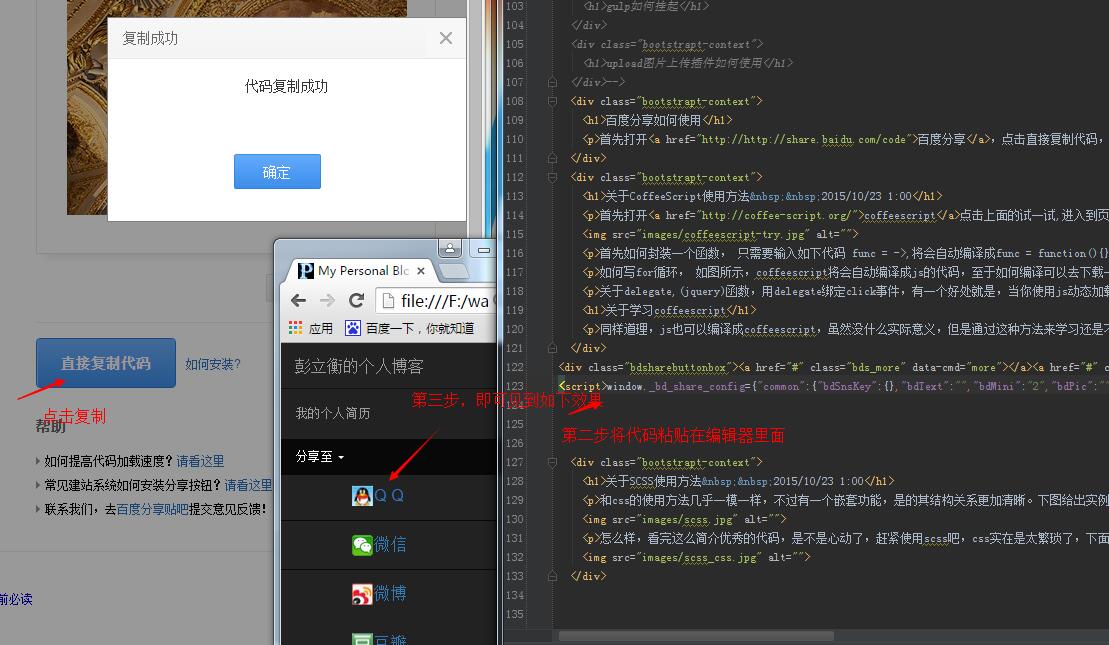 复制成功
代码复制成功
确定
直接复制代码
如何安装?
点击复制
帮助
如何提高代码加载速度?请看这里
常见建站系统如何安装分享按钮?请看这里
联系我们，去百度分享贴吧提交意见反馈!
前必读
My Personal Blo
file:///F:/wa
应用
百度一下，你就知道
彭立衡的个人博客
我的个人简历
分享至
第三步，即可见到如下效果
Q Q
微信
微博
豆瓣
103 <h1>gulp如何挂起</h1>
104 </div>
105 <div class="bootstrapt-context">
106 <h1>upload图片上传插件如何使用</h1>
107 </div>-->
108 <div class="bootstrapt-context">
109 <h1>百度分享如何使用</h1>
110 <p>首先打开<a href="http://http://share.baidu.com/code">百度分享</a>，点击直接复制代码，
111 </div>
112 <div class="bootstrapt-context">
113 <h1>关于CoffeeScript使用方法&nbsp;&nbsp;2015/10/23 1:00</h1>
114 <p>首先打开<a href="http://coffee-script.org/">coffeescript</a>点击上面的试一试,进入到页
115 <img src="images/coffeescript-try.jpg" alt="">
116 <p>首先如何封装一个函数， 只需要输入如下代码 func = ->,将会自动编译成func = function(){}
117 <p>如何写for循环， 如图所示，coffeescript将会自动编译成js的代码，至于如何编译可以去下载一
118 <p>关于delegate,(jquery)函数，用delegate绑定click事件，有一个好处就是，当你使用js动态加载
119 <h1>关于学习coffeescript</h1>
120 <p>同样道理，js也可以编译成coffeescript，虽然没什么实际意义，但是通过这种方法来学习还是不
121 </div>
122 <div class="bdsharebuttonbox"><a href="#" class="bds_more" data-cmd="more"></a><a href="#" c
123 <script>window._bd_share_config={"common":{"bdSnsKey":{},"bdText":"","bdMini":"2","bdPic":""
124
125
第二步将代码粘贴在编辑器里面
126
127 <div class="bootstrapt-context">
128 <h1>关于SCSS使用方法&nbsp;&nbsp;2015/10/23 1:00</h1>
129 <p>和css的使用方法几乎一模一样，不过有一个嵌套功能，是的其结构关系更加清晰。下图给出实例
130 <img src="images/scss.jpg" alt="">
131 <p>怎么样，看完这么简介优秀的代码，是不是心动了，赶紧使用scss吧，css实在是太繁琐了，下面
132 <img src="images/scss_css.jpg" alt="">
133 </div>
134
135